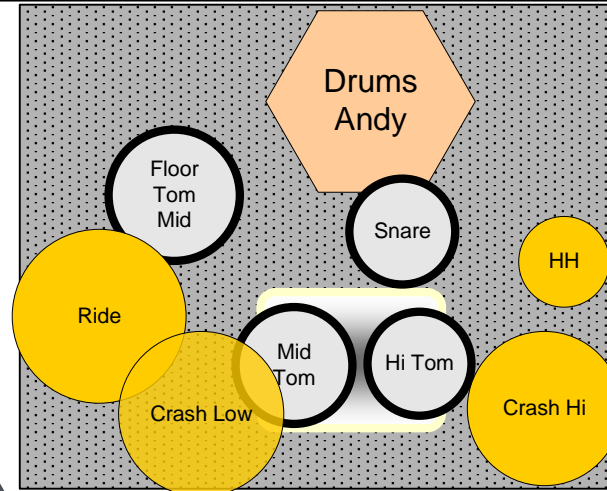 Drums
Andy
Floor
Tom
Mid
Snare
HH
Ride
Mid
Tom
Hi Tom
Crash Low
Crash Hi